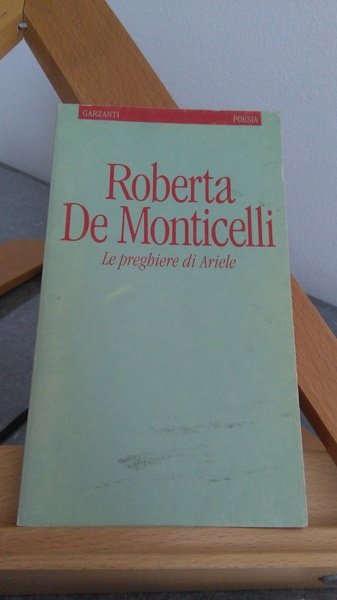 GARZANTI POESIA
Roberta
De Monticelli
Le preghiere di Ariele